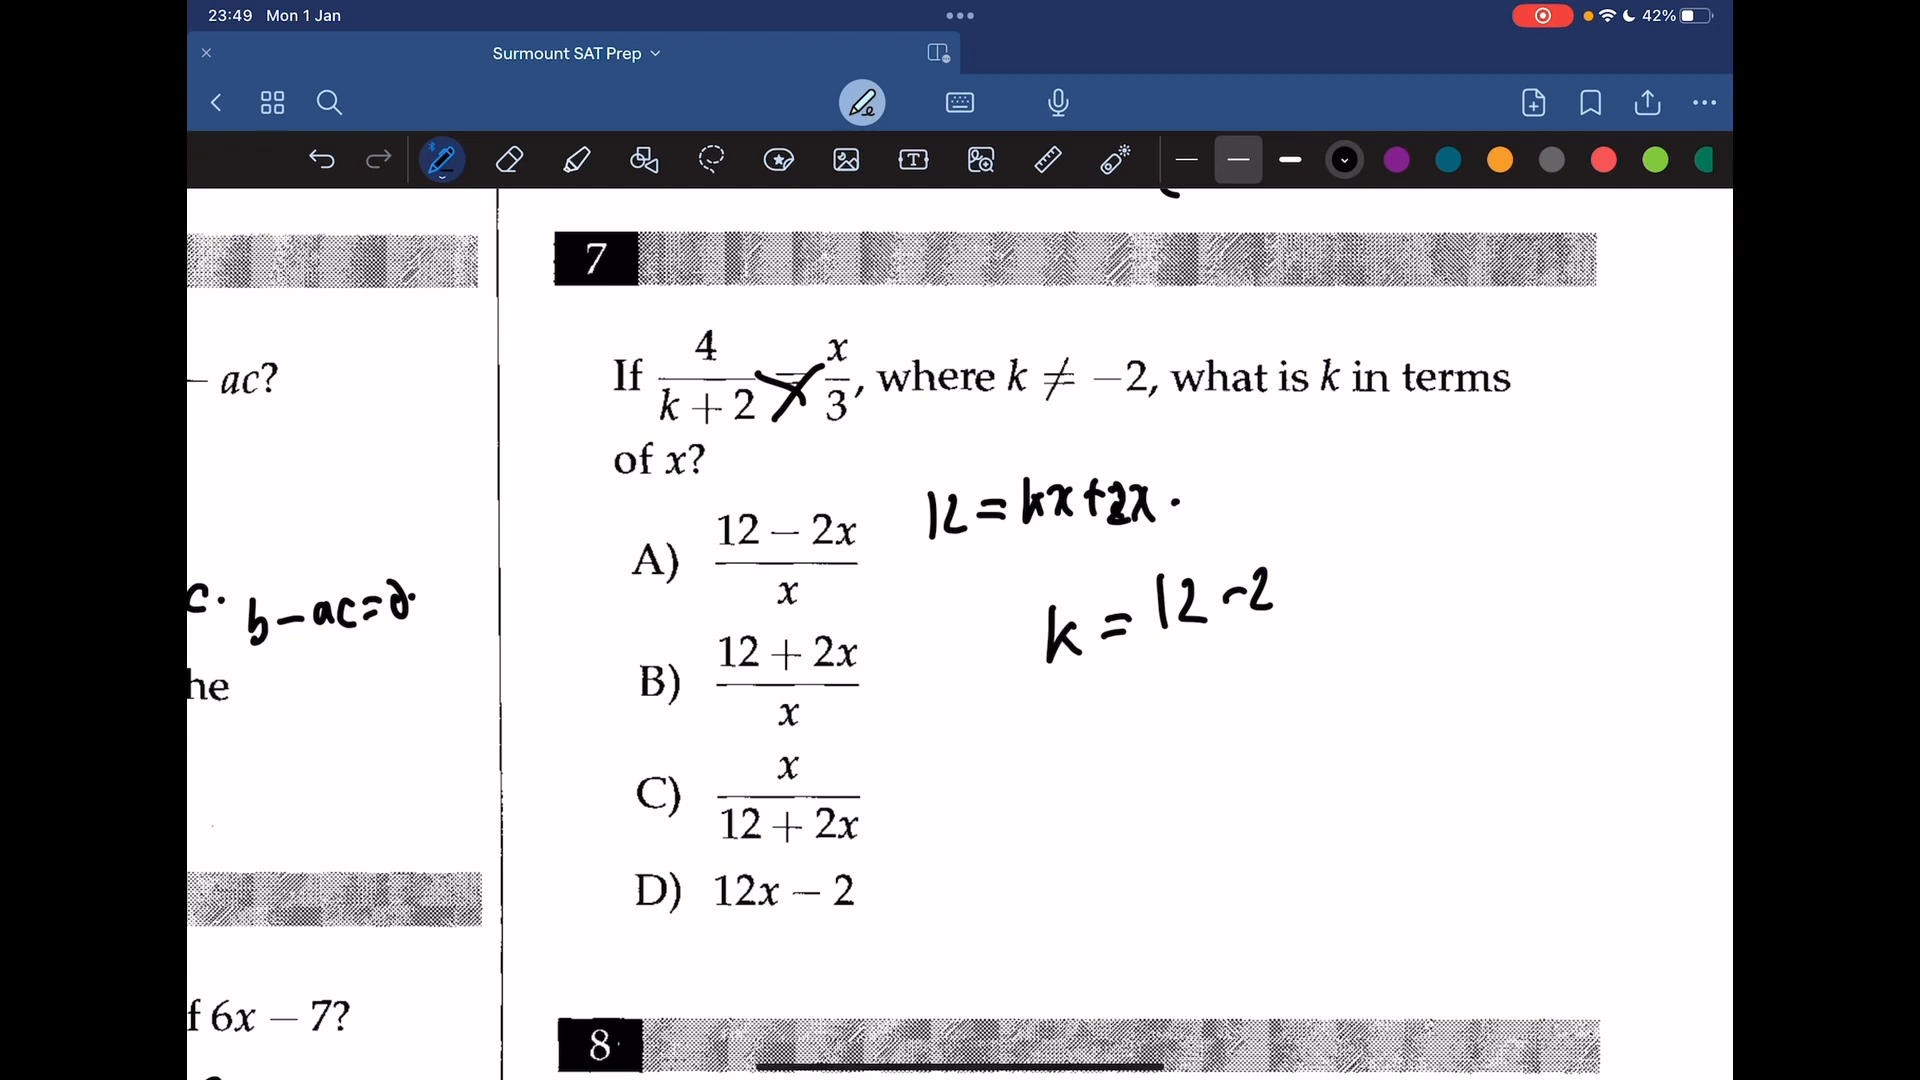 23:49 Mon 1 Jan
42%
Surmount SAT Prep
– ac?
c. b – ac = 2.
he
f 6x – 7?
7
If 4/(k + 2) = x/3, where k ≠ −2, what is k in terms
of x?
12 = kx + 2x .
A) (12 – 2x)/x
k = 12 – 2
B) (12 + 2x)/x
C) x/(12 + 2x)
D) 12x – 2
8